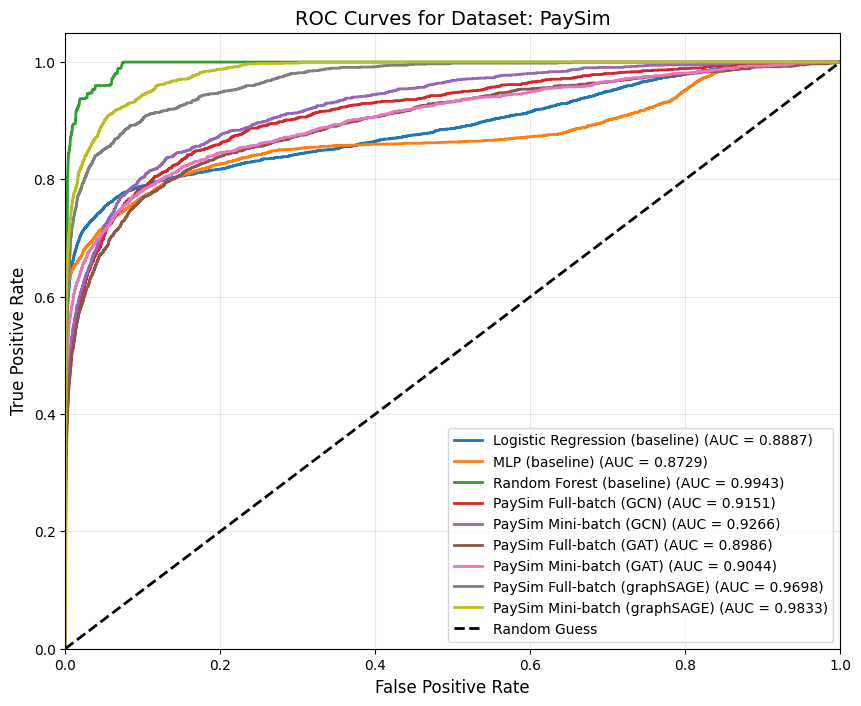 ROC Curves for Dataset: PaySim
True Positive Rate
1.0
0.8
0.6
0.4
0.2
0.0
Logistic Regression (baseline) (AUC = 0.8887)
MLP (baseline) (AUC = 0.8729)
Random Forest (baseline) (AUC = 0.9943)
PaySim Full-batch (GCN) (AUC = 0.9151)
PaySim Mini-batch (GCN) (AUC = 0.9266)
PaySim Full-batch (GAT) (AUC = 0.8986)
PaySim Mini-batch (GAT) (AUC = 0.9044)
PaySim Full-batch (graphSAGE) (AUC = 0.9698)
PaySim Mini-batch (graphSAGE) (AUC = 0.9833)
Random Guess
0.0 0.2 0.4 0.6 0.8 1.0
False Positive Rate